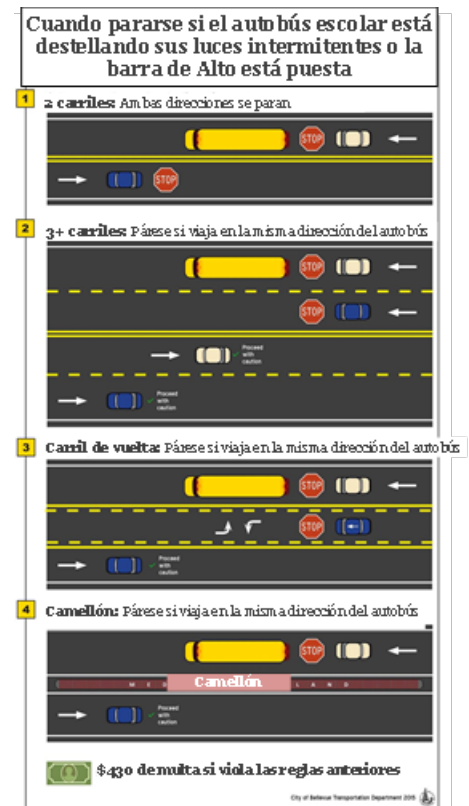 Cuando pararse si el autobús escolar está
destellando sus luces intermitentes o la
barra de Alto está puesta
1 2 carriles: Ambas direcciones se paran
STOP
STOP
2 3+ carriles: Párese si viaja en la misma dirección del autobús
STOP
STOP
Proceed
with
caution
Proceed
with
caution
3 Carril de vuelta: Párese si viaja en la misma dirección del autobús
STOP
STOP
Proceed
with
caution
4 Camellón: Párese si viaja en la misma dirección del autobús
STOP
M E D Camellón L A N D
Proceed
with
caution
$430 de multa si viola las reglas anteriores
City of Bellevue Transportation Department 2015